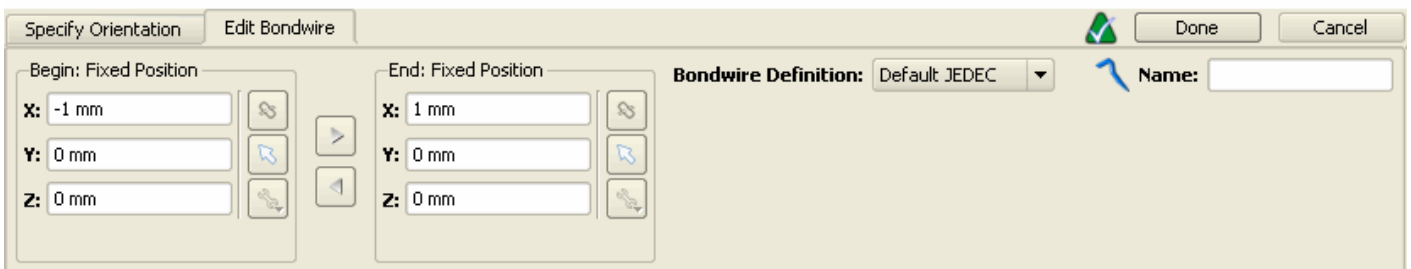 Specify Orientation Edit Bondwire Done Cancel
Begin: Fixed Position End: Fixed Position Bondwire Definition: Default JEDEC Name:
X: -1 mm X: 1 mm
Y: 0 mm Y: 0 mm
Z: 0 mm Z: 0 mm